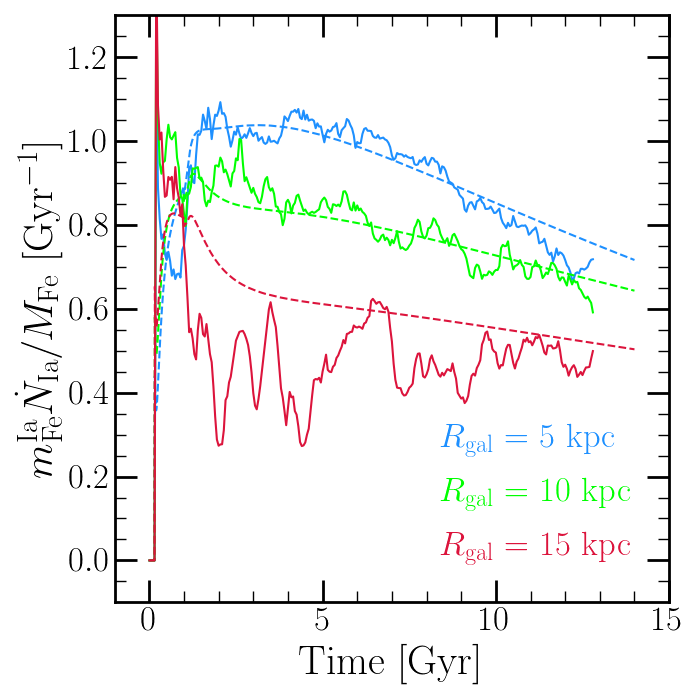 1.2
1.0
0.8
0.6
0.4
0.2
0.0
$m_{\rm Fe}^{\rm Ia} \dot{N}_{\rm Ia} / M_{\rm Fe}$ [Gyr$^{-1}$]
$R_{\rm gal}$ = 5 kpc
$R_{\rm gal}$ = 10 kpc
$R_{\rm gal}$ = 15 kpc
0 5 10 15
Time [Gyr]